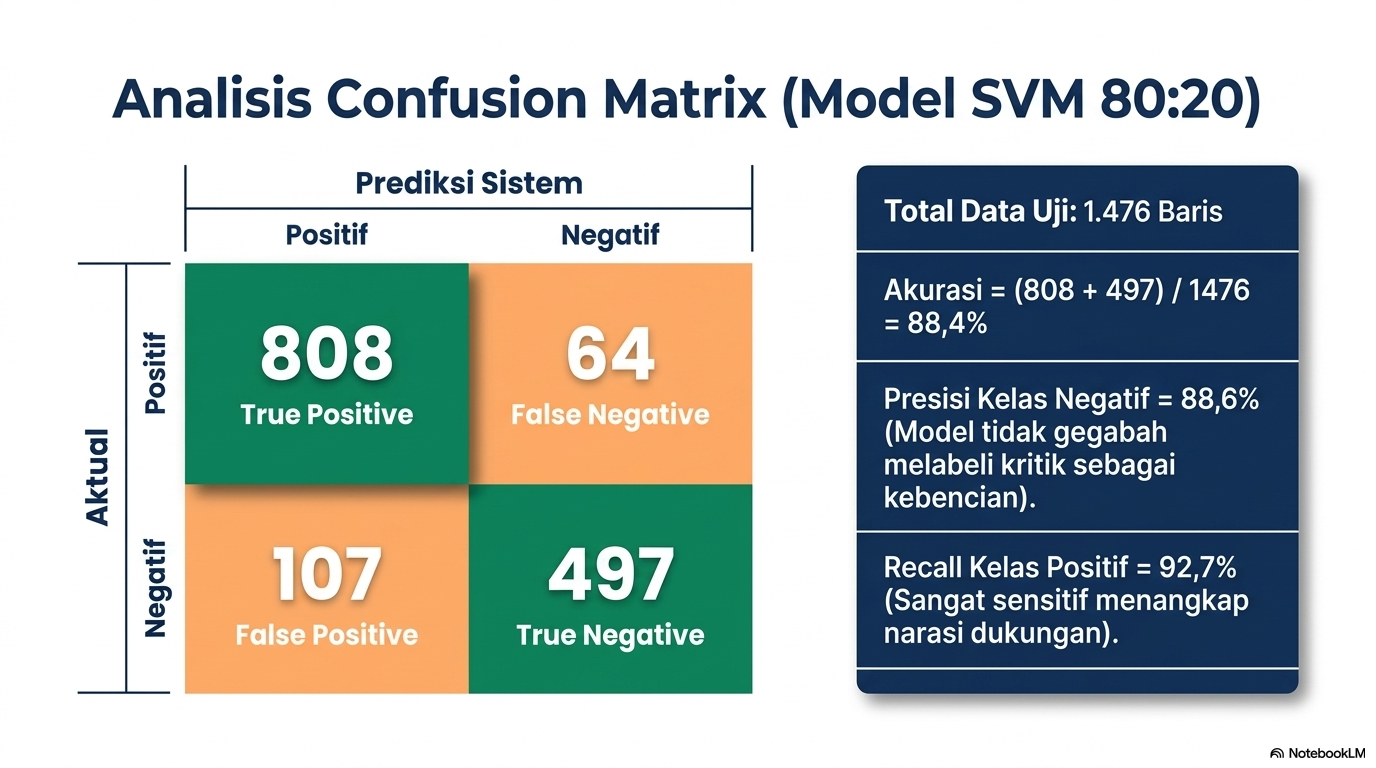 Analisis Confusion Matrix (Model SVM 80:20)
Prediksi Sistem
Positif
Negatif
Aktual
Positif
808
True Positive
64
False Negative
Negatif
107
False Positive
497
True Negative
Total Data Uji: 1.476 Baris
Akurasi = (808 + 497) / 1476
= 88,4%
Presisi Kelas Negatif = 88,6%
(Model tidak gegabah
melabeli kritik sebagai
kebencian).
Recall Kelas Positif = 92,7%
(Sangat sensitif menangkap
narasi dukungan).
NotebookLM